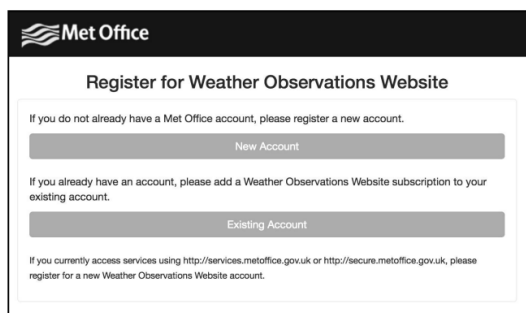 Met Office
Register for Weather Observations Website
If you do not already have a Met Office account, please register a new account.
New Account
If you already have an account, please add a Weather Observations Website subscription to your
existing account.
Existing Account
If you currently access services using http://services.metoffice.gov.uk or http://secure.metoffice.gov.uk, please
register for a new Weather Observations Website account.